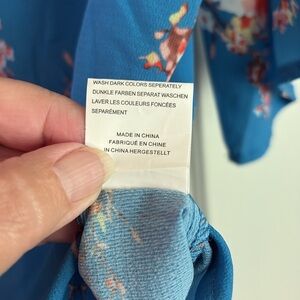 WASH DARK COLORS SEPERATELY
DUNKLE FARBEN SEPARAT WASCHEN
LAVER LES COULEURS FONCÉES
SÉPARÉMENT
MADE IN CHINA
FABRIQUÉ EN CHINE
IN CHINA HERGESTELLT